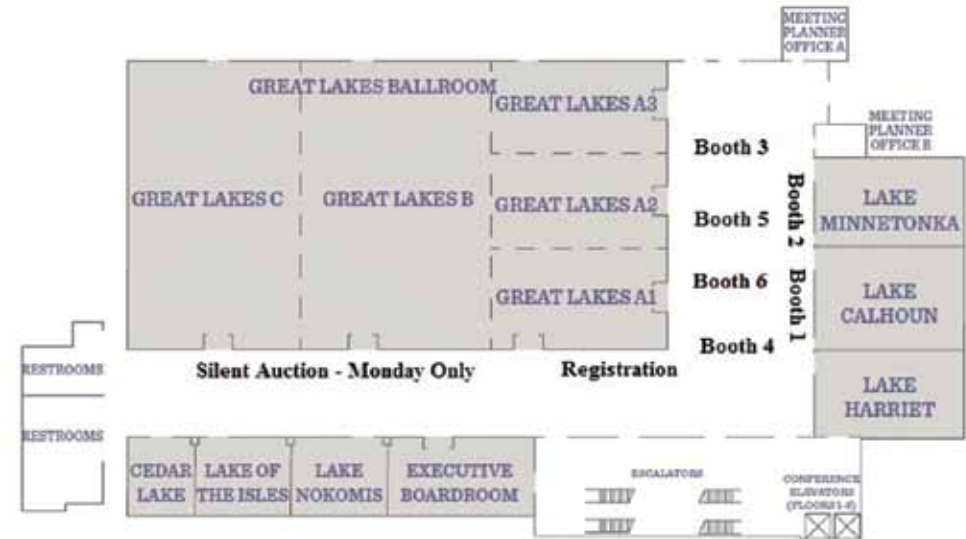 MEETING
PLANNER
OFFICE A
GREAT LAKES BALLROOM
GREAT LAKES A3
MEETING
PLANNER
OFFICE B
Booth 3
GREAT LAKES C
GREAT LAKES B
GREAT LAKES A2
Booth 5
Booth 2
LAKE
MINNETONKA
GREAT LAKES A1
Booth 6
Booth 1
LAKE
CALHOUN
Booth 4
RESTROOMS
Silent Auction - Monday Only
Registration
LAKE
HARRIET
RESTROOMS
CEDAR
LAKE
LAKE OF
THE ISLES
LAKE
NOKOMIS
EXECUTIVE
BOARDROOM
ESCALATORS
CONFERENCE
ELEVATORS